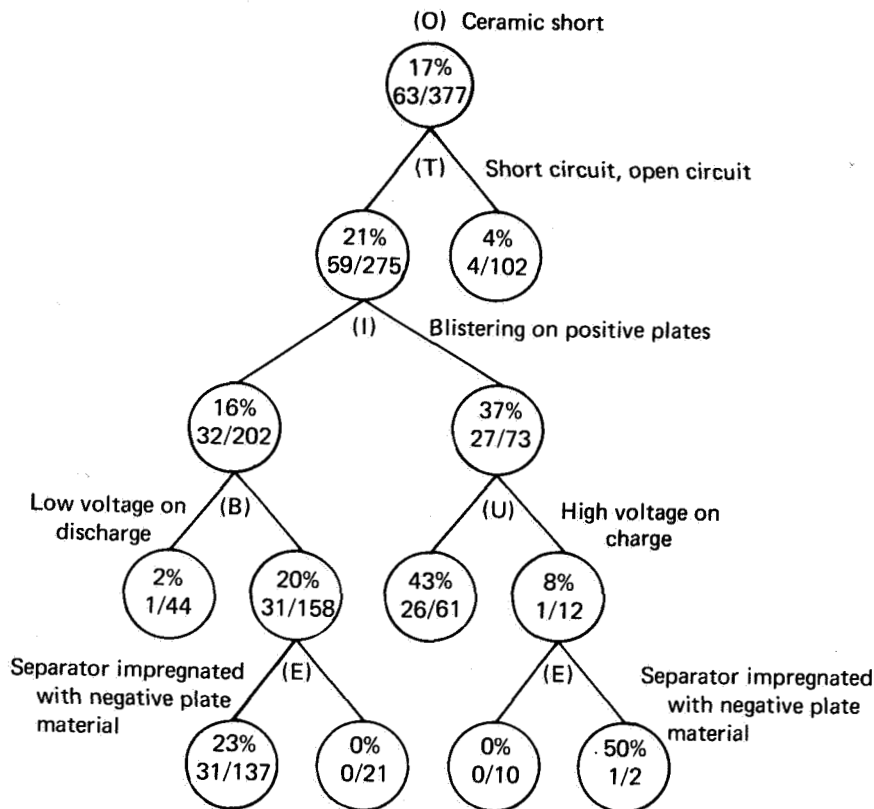 (O) Ceramic short
17%
63/377
(T) Short circuit, open circuit
21%
59/275
4%
4/102
(I) Blistering on positive plates
16%
32/202
37%
27/73
Low voltage on
discharge
(B)
(U)
High voltage on
charge
2%
1/44
20%
31/158
43%
26/61
8%
1/12
Separator impregnated
with negative plate
material
(E)
(E)
Separator impregnated
with negative plate
material
23%
31/137
0%
0/21
0%
0/10
50%
1/2